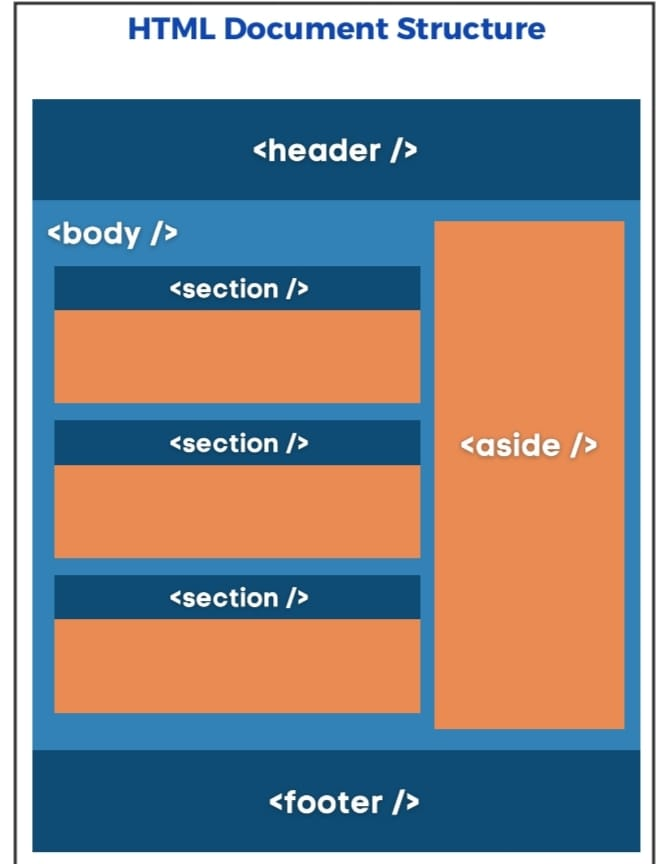 HTML Document Structure
<header />
<body />
<section />
<section />
<aside />
<section />
<footer />